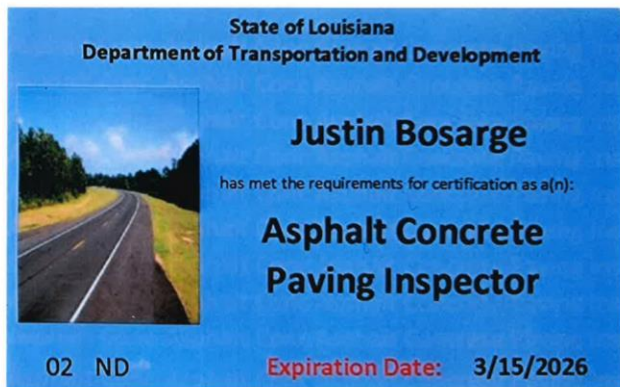 State of Louisiana
Department of Transportation and Development
Justin Bosarge
has met the requirements for certification as a(n):
Asphalt Concrete
Paving Inspector
02 ND
Expiration Date: 3/15/2026